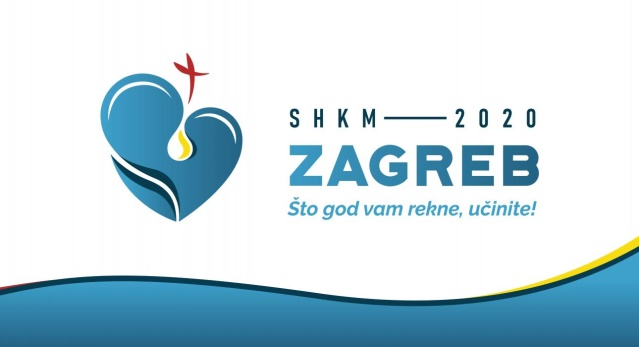 SHKM — 2020
ZAGREB
Što god vam rekne, učinite!